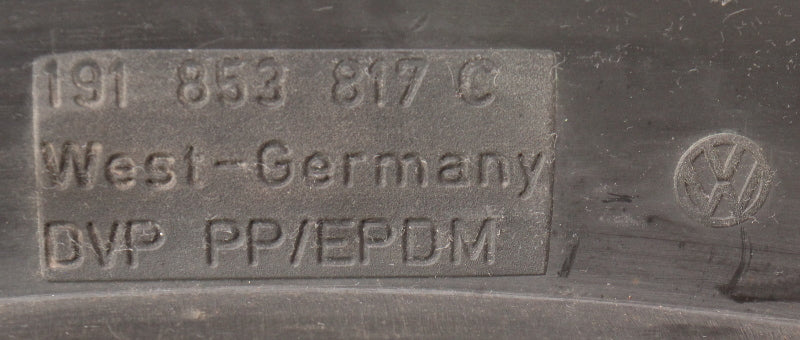 191 853 817 C
West-Germany
DVP PP/EPDM